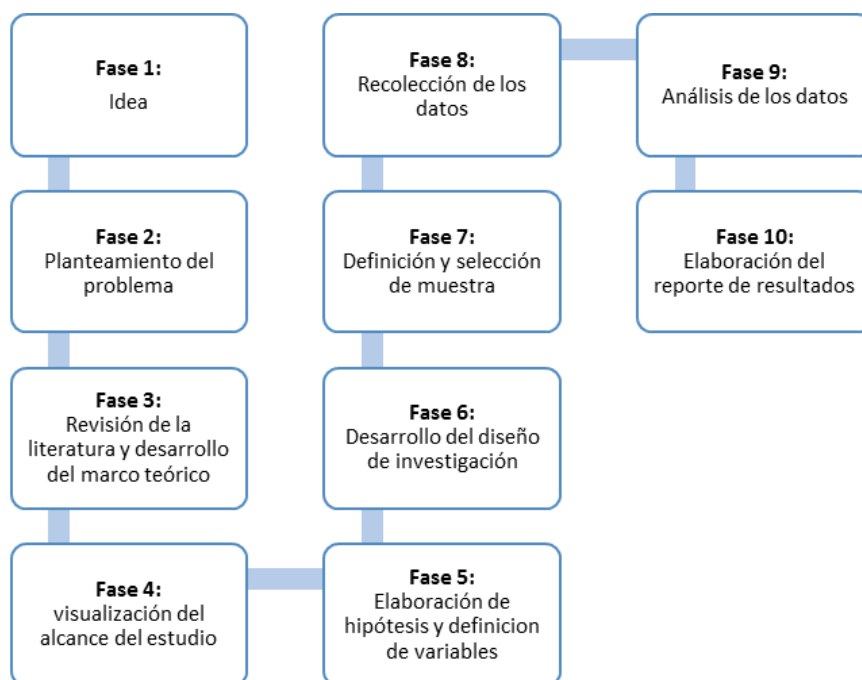 Fase 1:
Idea
Fase 2:
Planteamiento del
problema
Fase 3:
Revisión de la
literatura y desarrollo
del marco teórico
Fase 4:
visualización del
alcance del estudio
Fase 5:
Elaboración de
hipótesis y definicion
de variables
Fase 6:
Desarrollo del diseño
de investigación
Fase 7:
Definición y selección
de muestra
Fase 8:
Recolección de los
datos
Fase 9:
Análisis de los datos
Fase 10:
Elaboración del
reporte de resultados